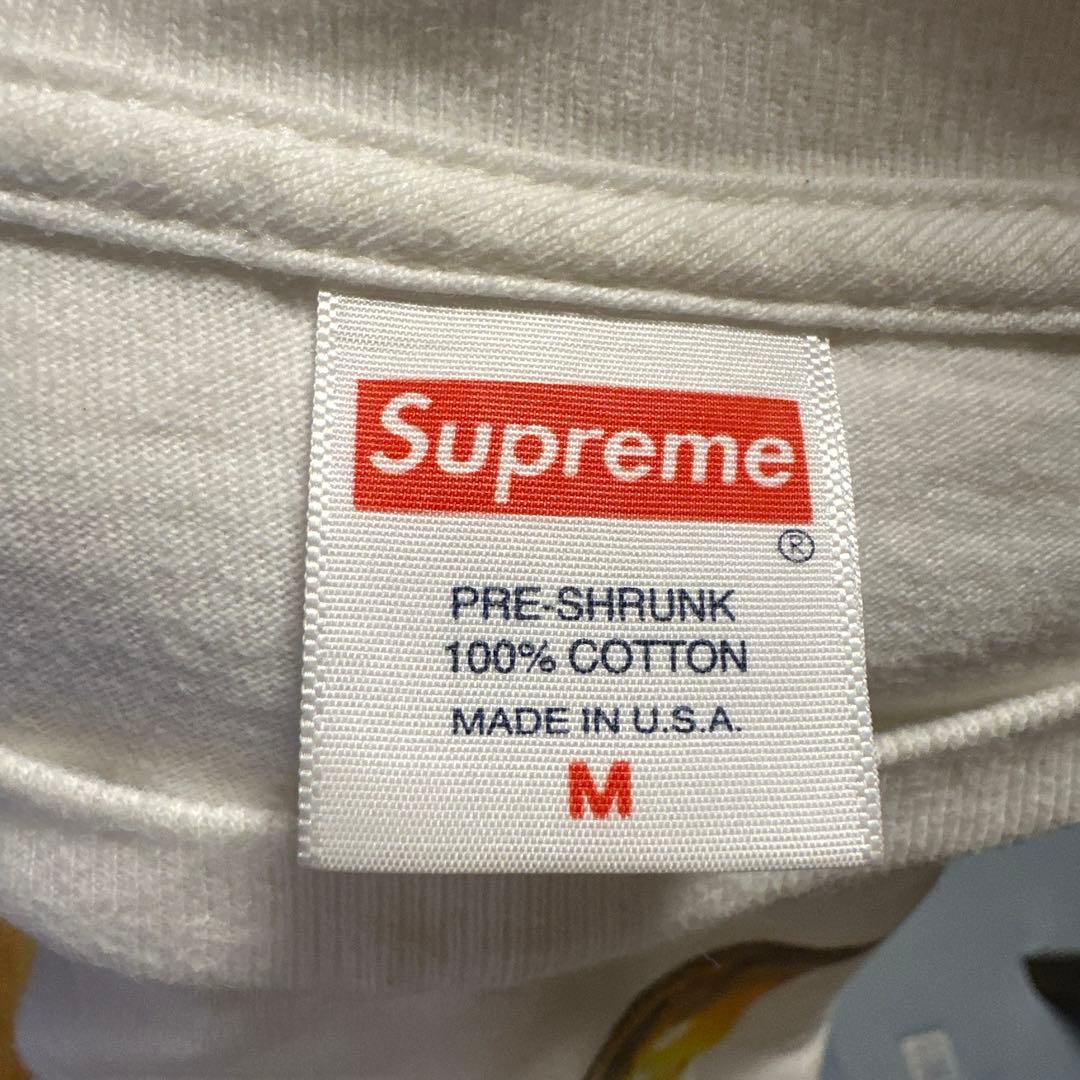 Supreme
®
PRE-SHRUNK
100% COTTON
MADE IN U.S.A.
M